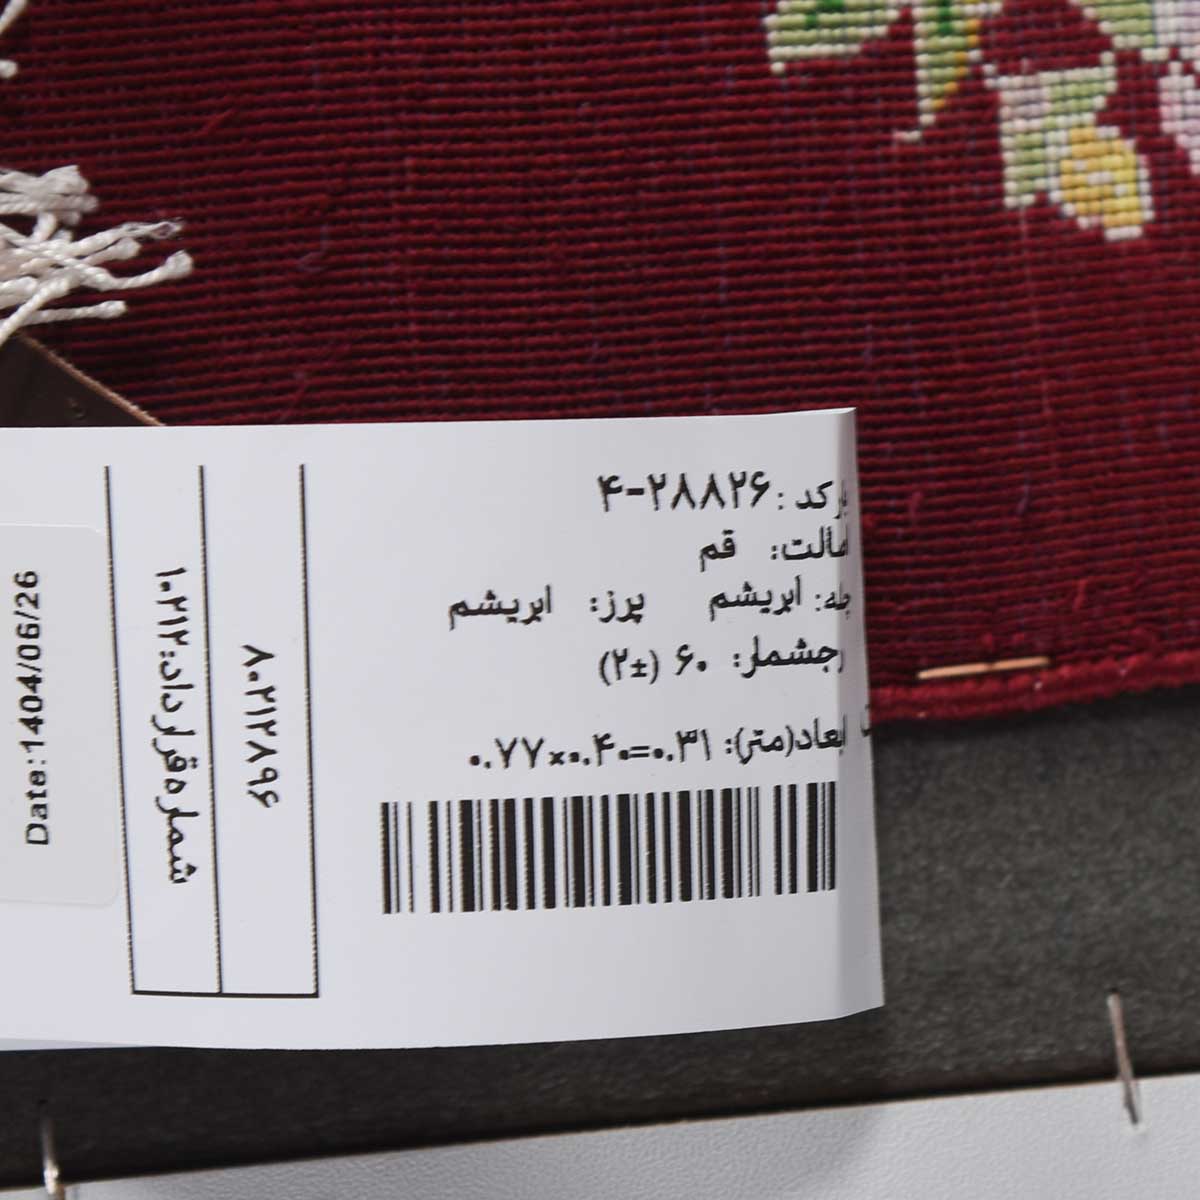 بارکد: ۲۸۸۲۶-۴
اصالت: قم
چله: ابریشم پرز: ابریشم
رجشمار: ۶۰ (±۲)
ابعاد(متر): ۰.۷۷×۰.۴۰=۰.۳۱
۸۰۲۱۲۸۹۶
شماره قرارداد:۱۰۲۱۲
Date:1404/06/26